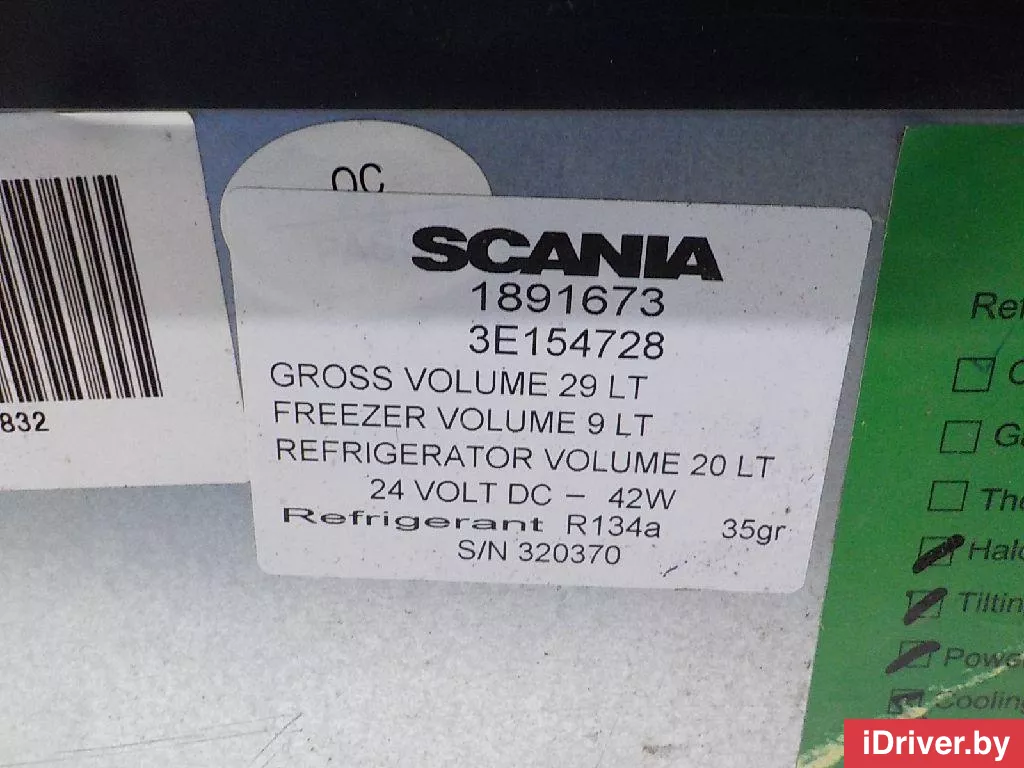 QC
SCANIA
1891673
3E154728
GROSS VOLUME 29 LT
FREEZER VOLUME 9 LT
REFRIGERATOR VOLUME 20 LT
24 VOLT DC – 42W
Refrigerant R134a 35gr
S/N 320370
832
iDriver.by